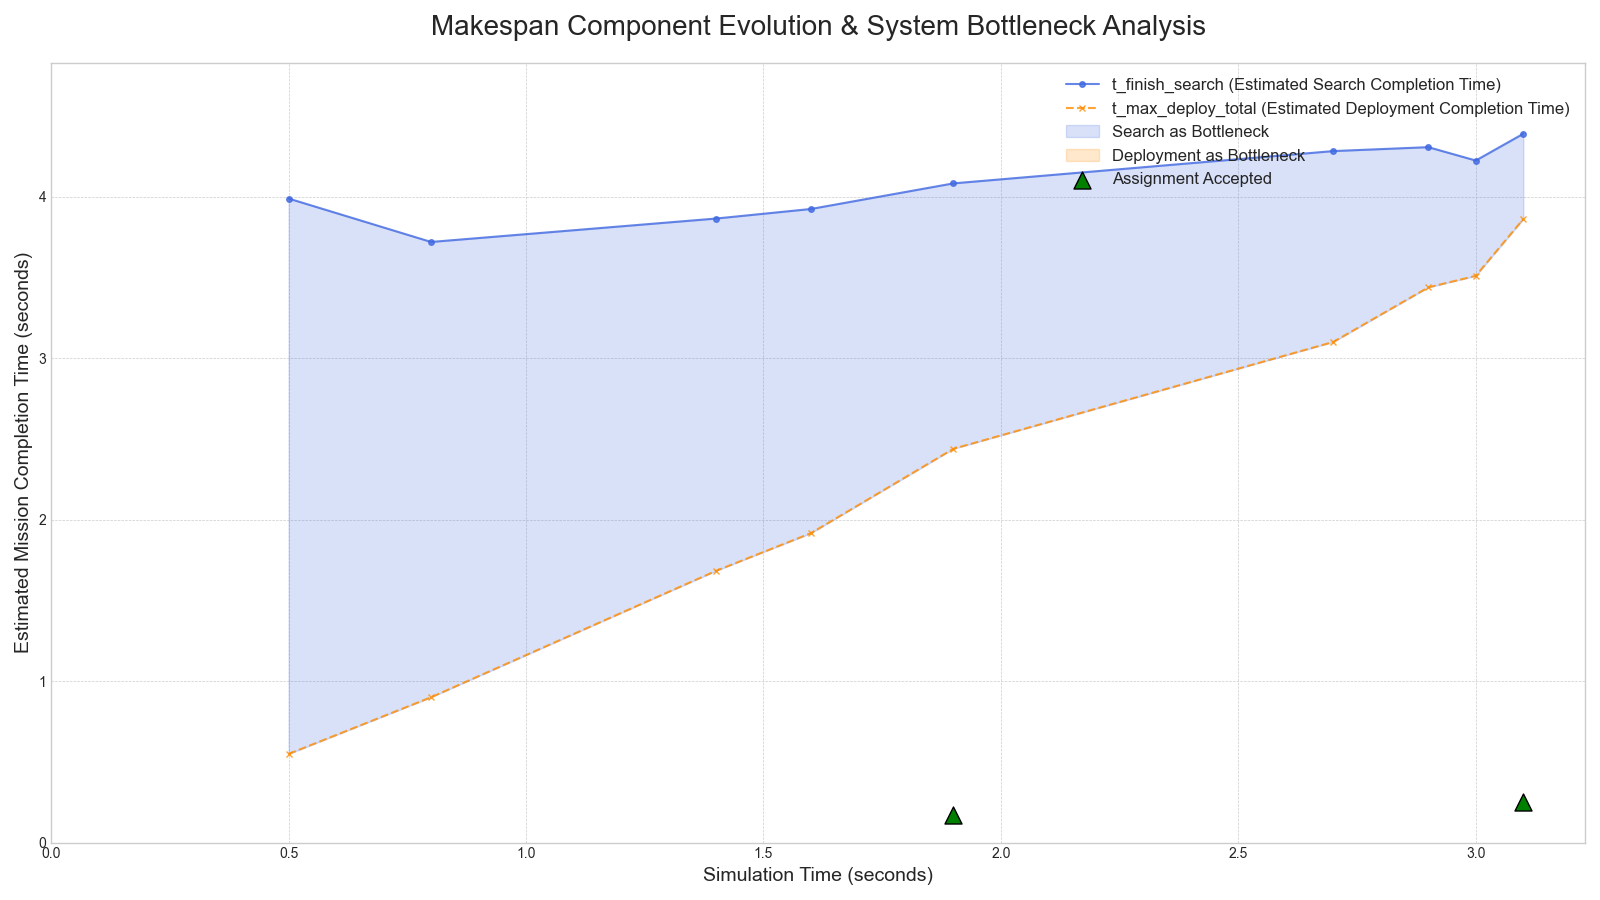 Makespan Component Evolution & System Bottleneck Analysis
t_finish_search (Estimated Search Completion Time)
t_max_deploy_total (Estimated Deployment Completion Time)
Search as Bottleneck
Deployment as Bottleneck
Assignment Accepted
Estimated Mission Completion Time (seconds)
4
3
2
1
0
0.0 0.5 1.0 1.5 2.0 2.5 3.0
Simulation Time (seconds)